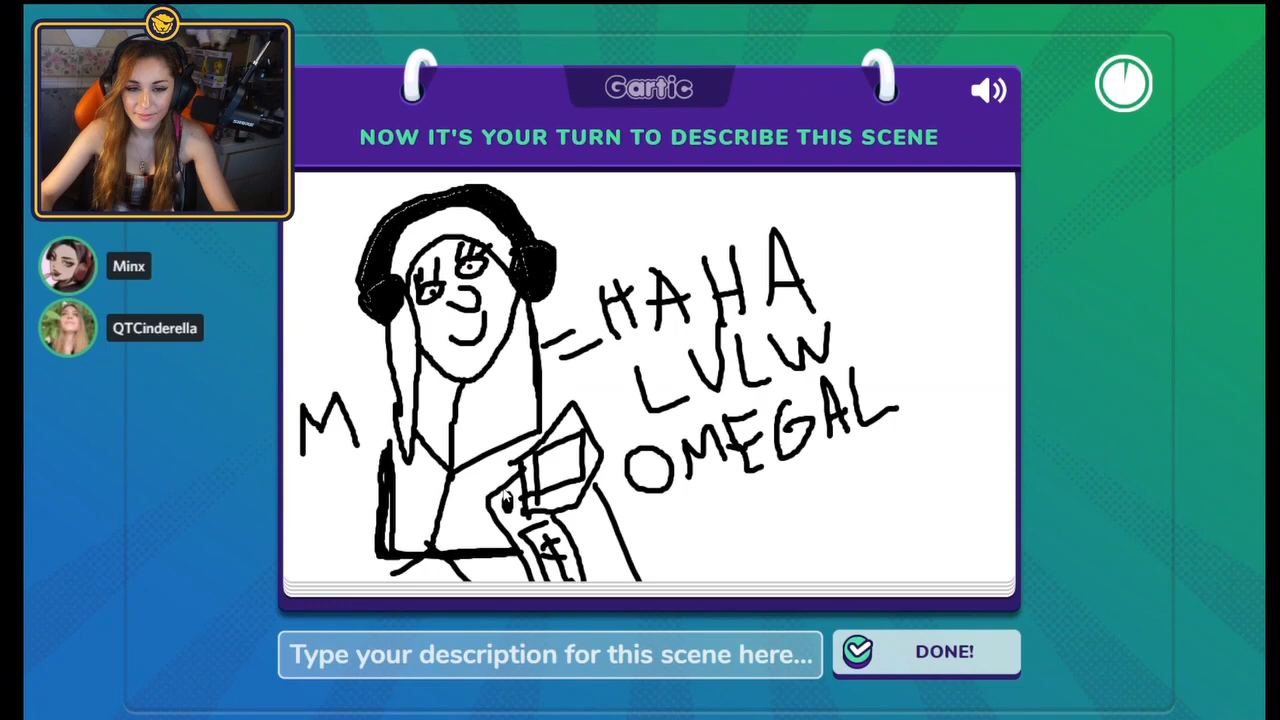 Gartic
NOW IT'S YOUR TURN TO DESCRIBE THIS SCENE
Minx
QTCinderella
M
= HAHA
LVLW
OMEGAL
Type your description for this scene here...
DONE!